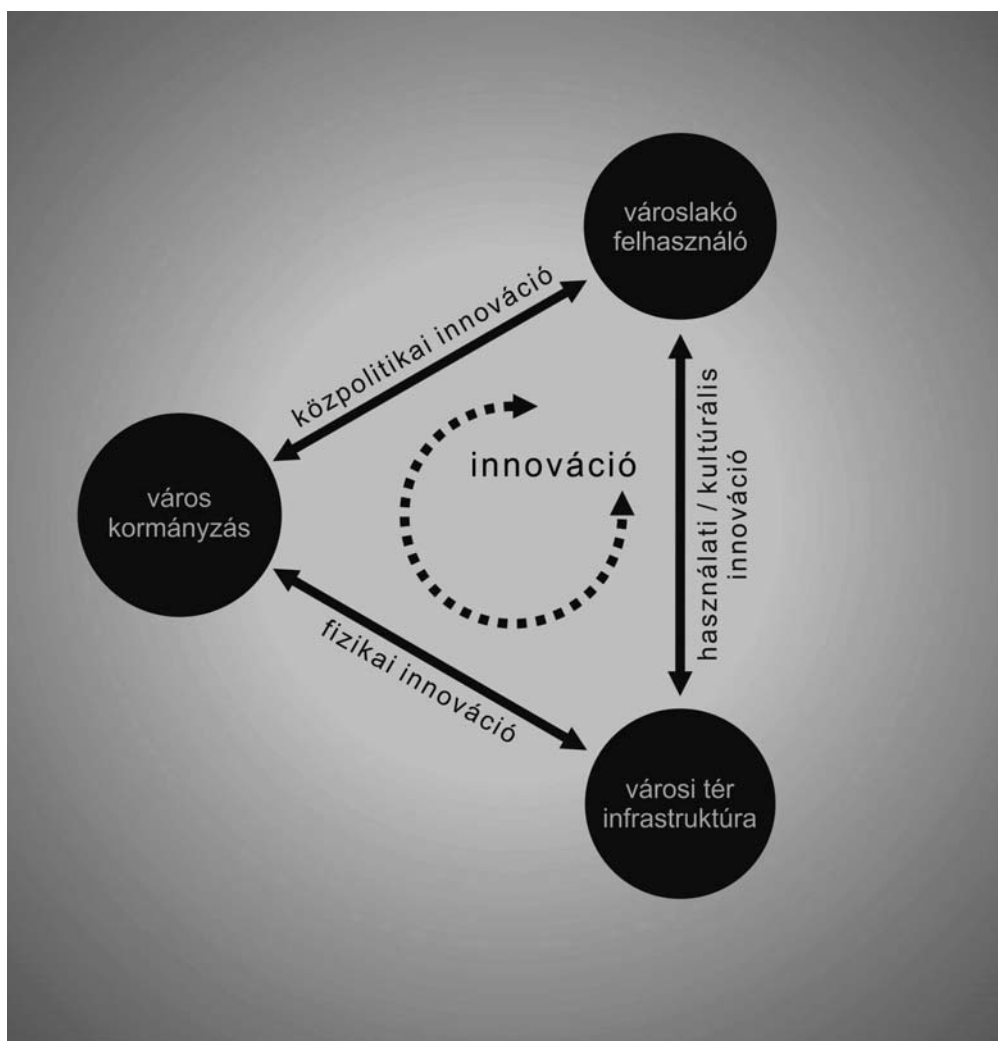 városlakó
felhasználó
közpolitikai innováció
innováció
használati / kultúrális
innováció
város
kormányzás
fizikai innováció
városi tér
infrastruktúra